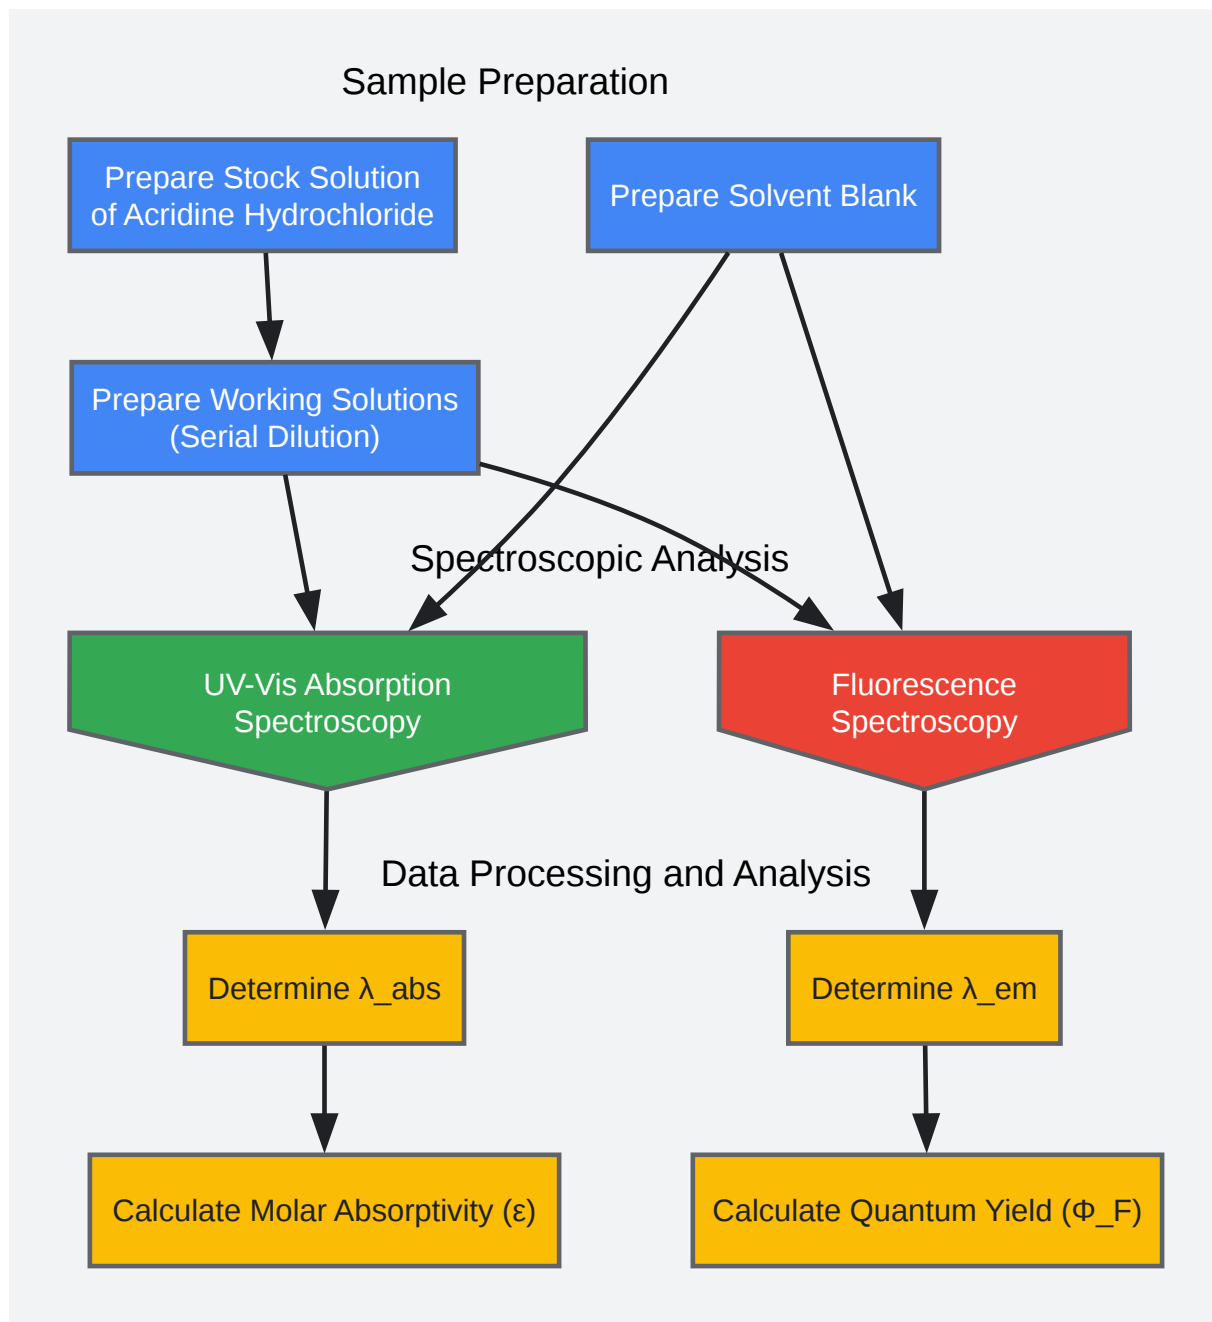 Sample Preparation
Prepare Stock Solution
of Acridine Hydrochloride
Prepare Solvent Blank
Prepare Working Solutions
(Serial Dilution)
Spectroscopic Analysis
UV-Vis Absorption
Spectroscopy
Fluorescence
Spectroscopy
Data Processing and Analysis
Determine λ_abs
Determine λ_em
Calculate Molar Absorptivity (ε)
Calculate Quantum Yield (Φ_F)